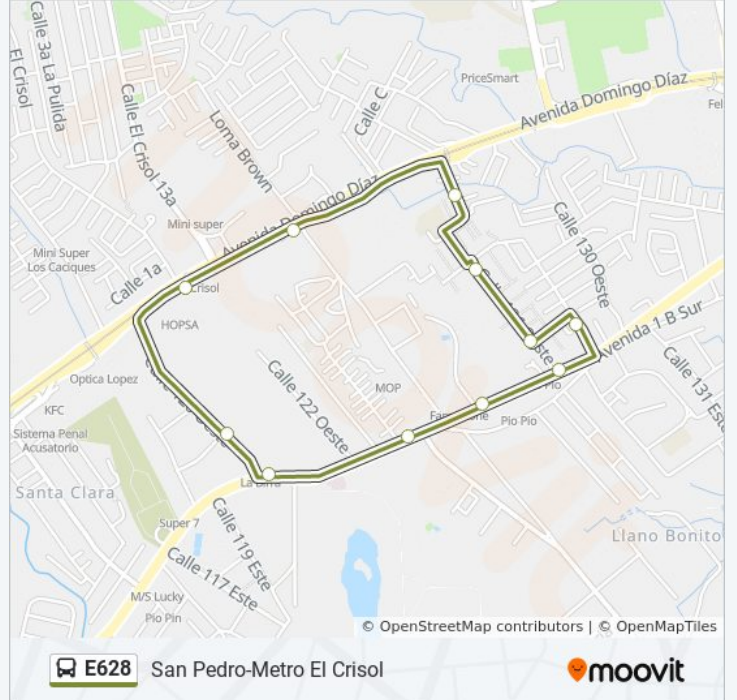 Calle 3a La Pulida
El Crisol
Calle El Crisol 13a
Loma Brown
Calle C
PriceSmart
Avenida Domingo Díaz
Fel
Avenida Domingo Díaz
Mini super
Mini Super
Los Caciques
Calle 1a
Crisol
HOPSA
Calle 130 Oeste
Avenida 1 B Sur
Optica Lopez
KFC
Sistema Penal
Acusatorio
Calle 122 Oeste
MOP
Pio Pio
Calle 131 Este
Santa Clara
Super 7
Calle 119 Este
Calle 117 Este
M/S Lucky
Pio Pin
Llano Bonito
© OpenStreetMap contributors | © OpenMapTiles
E628 San Pedro-Metro El Crisol
moovit